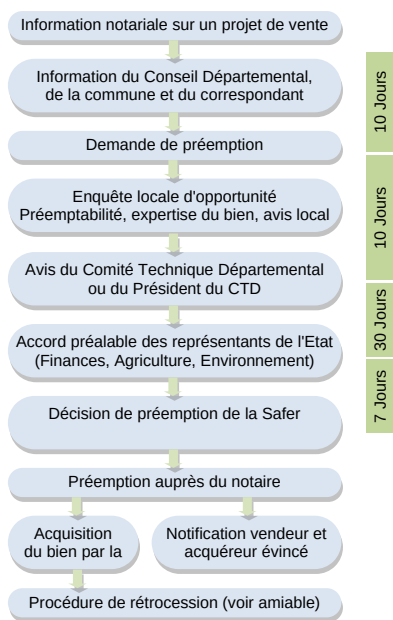 Information notariale sur un projet de vente
Information du Conseil Départemental,
de la commune et du correspondant
10 Jours
Demande de préemption
Enquête locale d'opportunité
Préemptabilité, expertise du bien, avis local
10 Jours
Avis du Comité Technique Départemental
ou du Président du CTD
30 Jours
Accord préalable des représentants de l'Etat
(Finances, Agriculture, Environnement)
7 Jours
Décision de préemption de la Safer
Préemption auprès du notaire
Acquisition
du bien par la
Notification vendeur et
acquéreur évincé
Procédure de rétrocession (voir amiable)